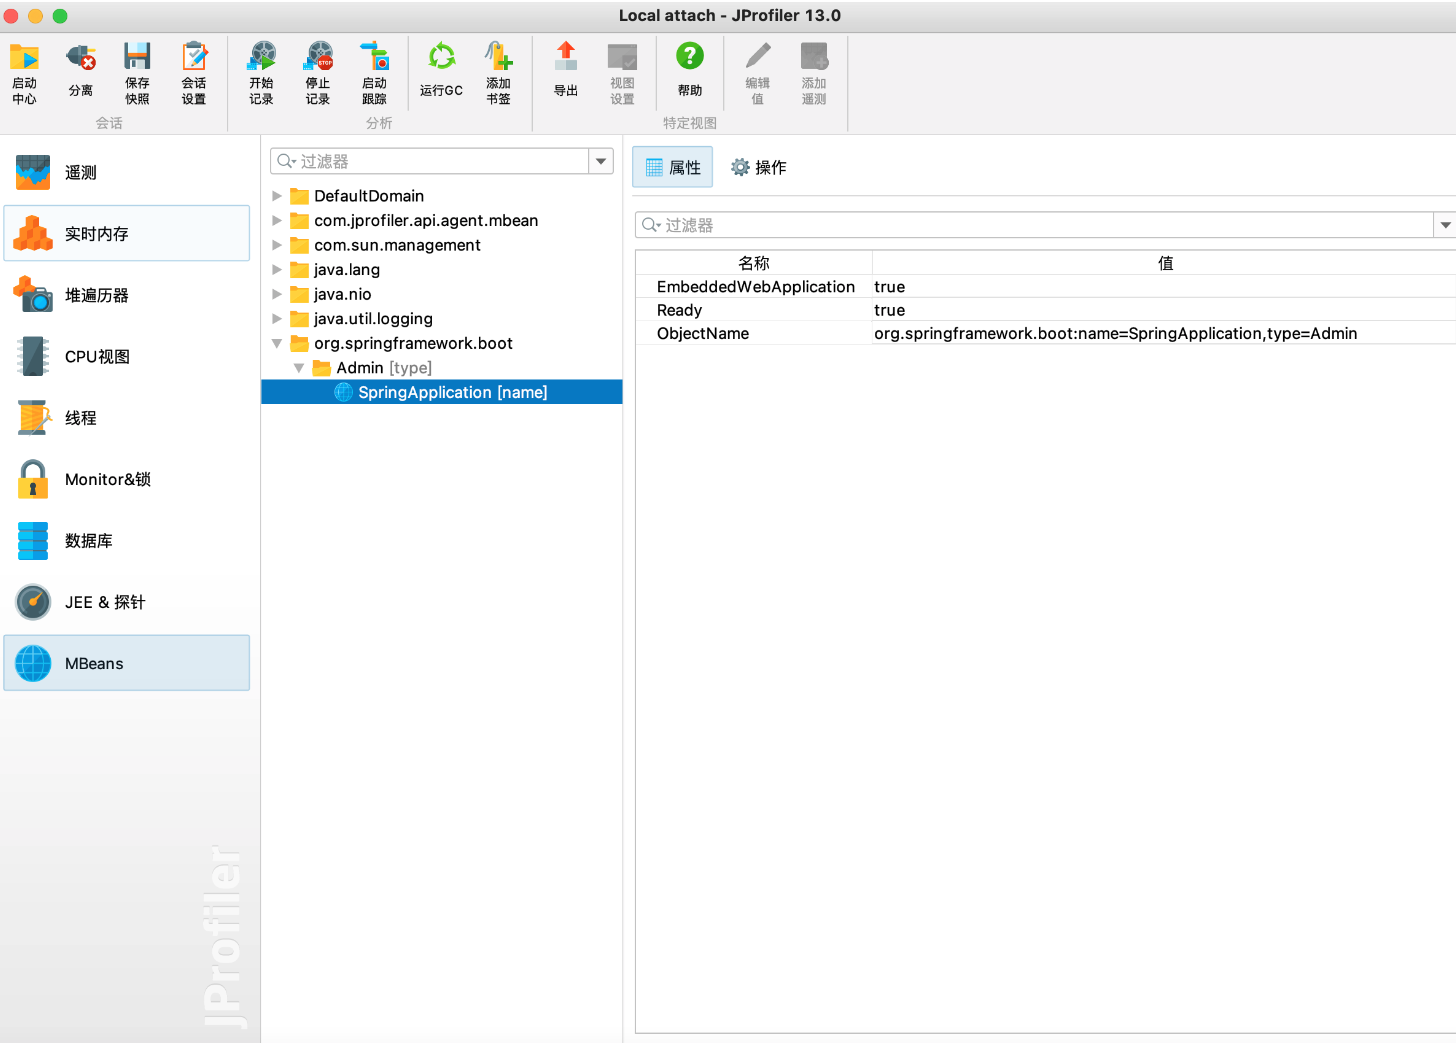 Local attach - JProfiler 13.0
启动
中心
分离
保存
快照
会话
设置
开始
记录
停止
记录
启动
跟踪
运行GC
添加
书签
导出
视图
设置
帮助
编辑
值
添加
遥测
会话
分析
特定视图
STOP
遥测
实时内存
堆遍历器
CPU视图
线程
Monitor&锁
数据库
JEE & 探针
MBeans
JProfiler
过滤器
DefaultDomain
com.jprofiler.api.agent.mbean
com.sun.management
java.lang
java.nio
java.util.logging
org.springframework.boot
Admin [type]
SpringApplication [name]
属性
操作
过滤器
名称 值
EmbeddedWebApplication true
Ready true
ObjectName org.springframework.boot:name=SpringApplication,type=Admin